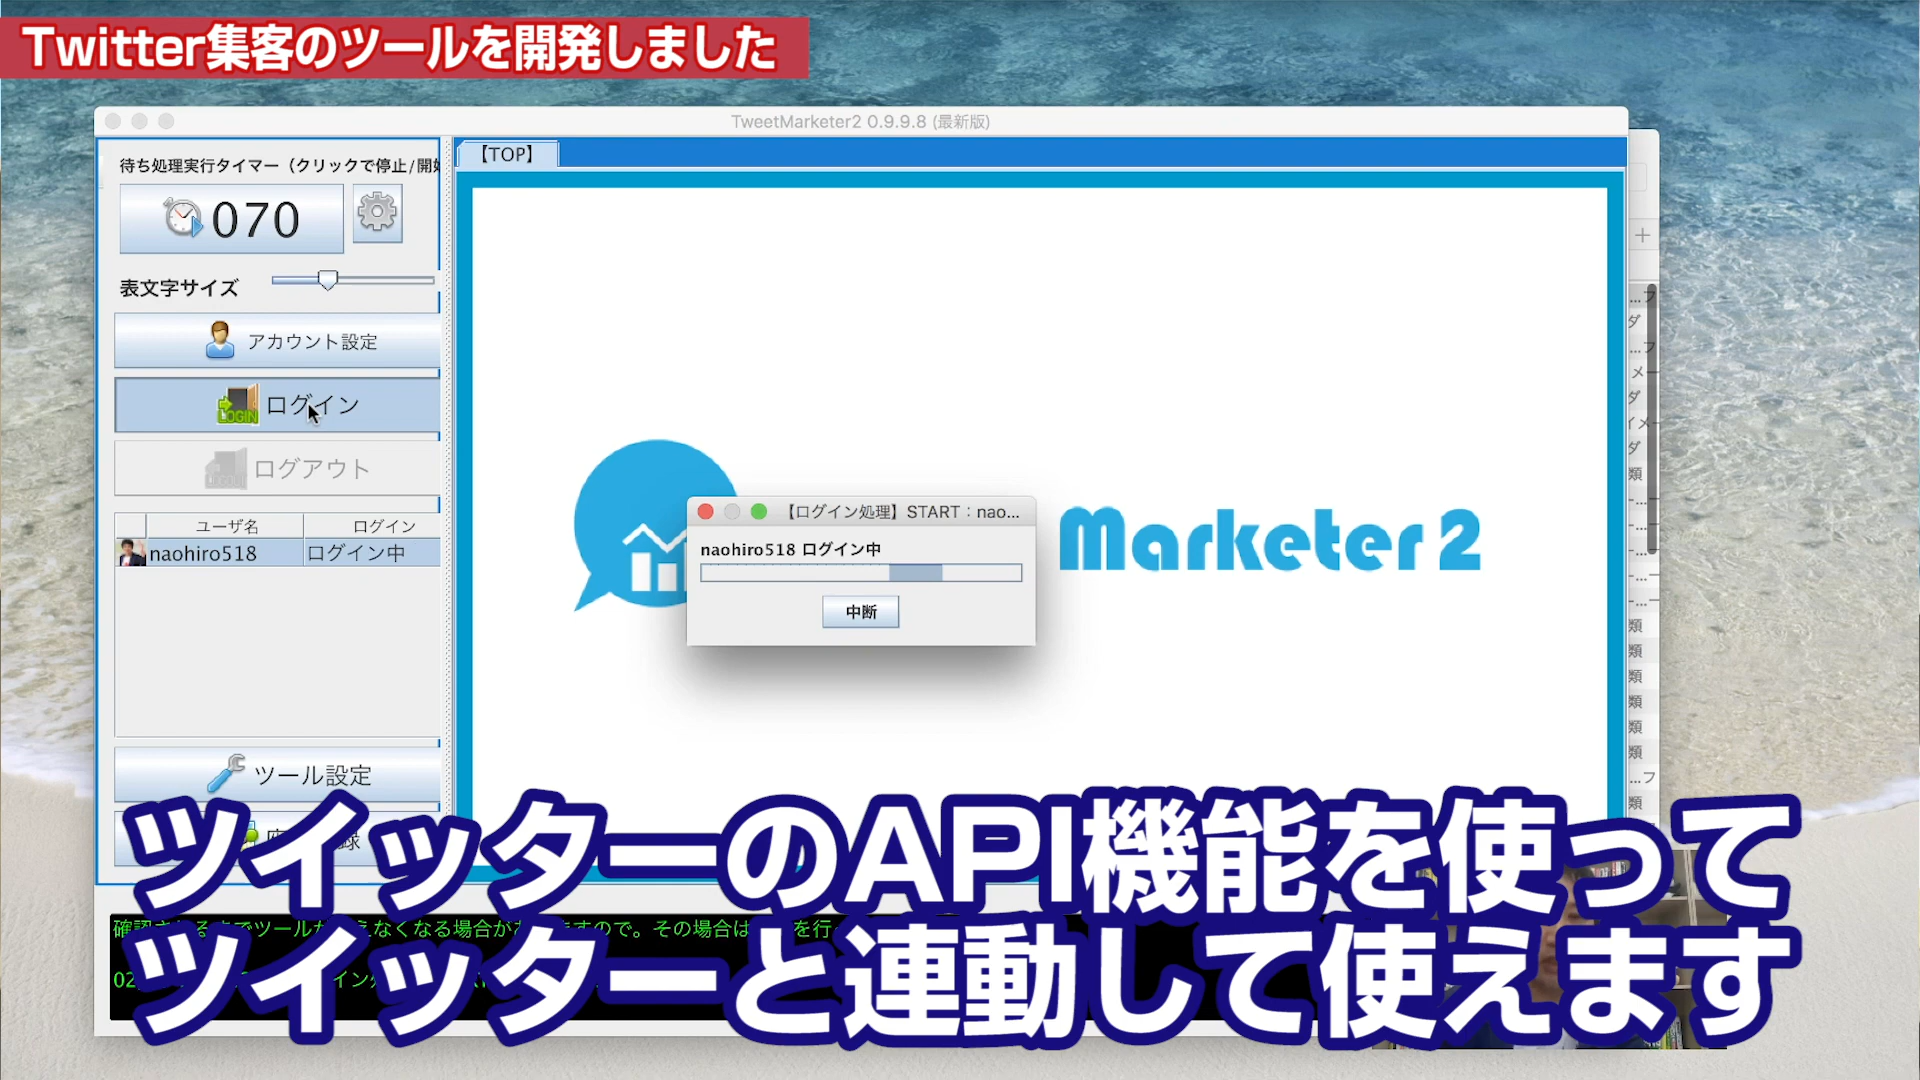 Twitter集客のツールを開発しました
TweetMarketer2 0.9.9.8 (最新版)
待ち処理実行タイマー（クリックで停止/開始
【TOP】
070
表文字サイズ
アカウント設定
LOGIN ログイン
ログアウト
ユーザ名 ログイン
naohiro518 ログイン中
【ログイン処理】START：nao...
naohiro518 ログイン中
中断
Marketer 2
ツール設定
ツイッターのAPI機能を使って
ツイッターと連動して使えます